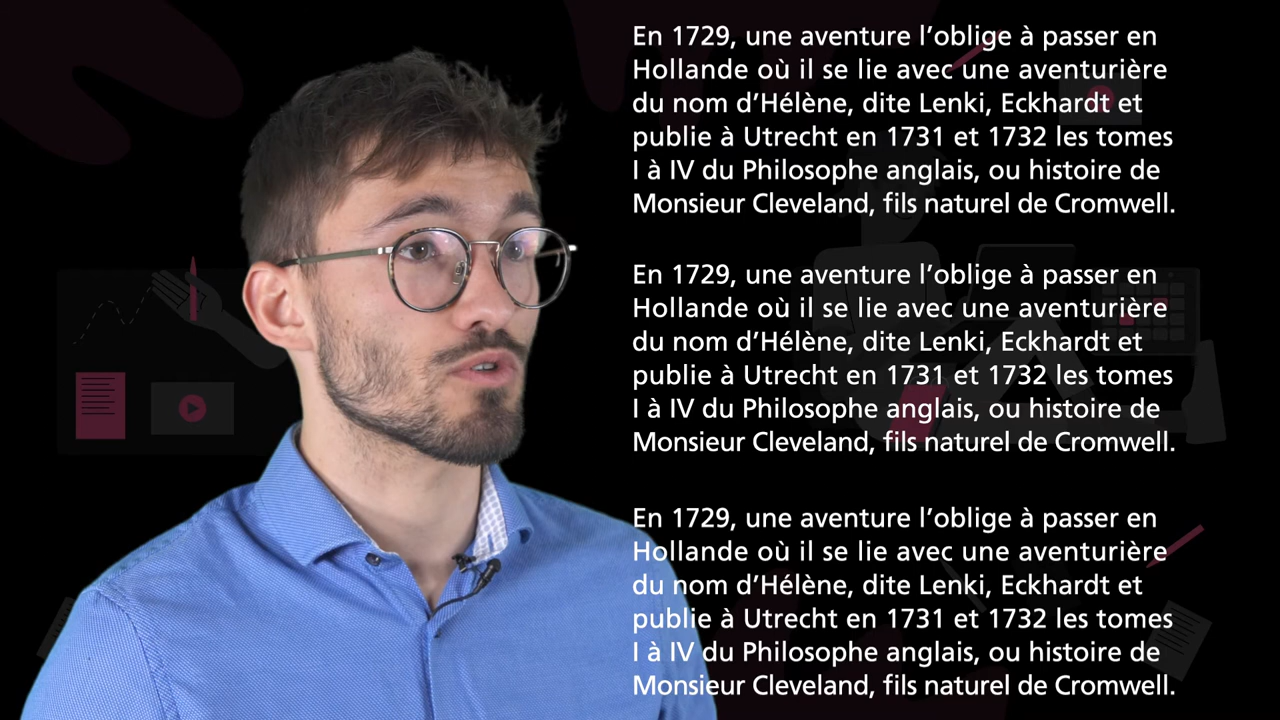 En 1729, une aventure l’oblige à passer en
Hollande où il se lie avec une aventurière
du nom d’Hélène, dite Lenki, Eckhardt et
publie à Utrecht en 1731 et 1732 les tomes
I à IV du Philosophe anglais, ou histoire de
Monsieur Cleveland, fils naturel de Cromwell.
En 1729, une aventure l’oblige à passer en
Hollande où il se lie avec une aventurière
du nom d’Hélène, dite Lenki, Eckhardt et
publie à Utrecht en 1731 et 1732 les tomes
I à IV du Philosophe anglais, ou histoire de
Monsieur Cleveland, fils naturel de Cromwell.
En 1729, une aventure l’oblige à passer en
Hollande où il se lie avec une aventurière
du nom d’Hélène, dite Lenki, Eckhardt et
publie à Utrecht en 1731 et 1732 les tomes
I à IV du Philosophe anglais, ou histoire de
Monsieur Cleveland, fils naturel de Cromwell.